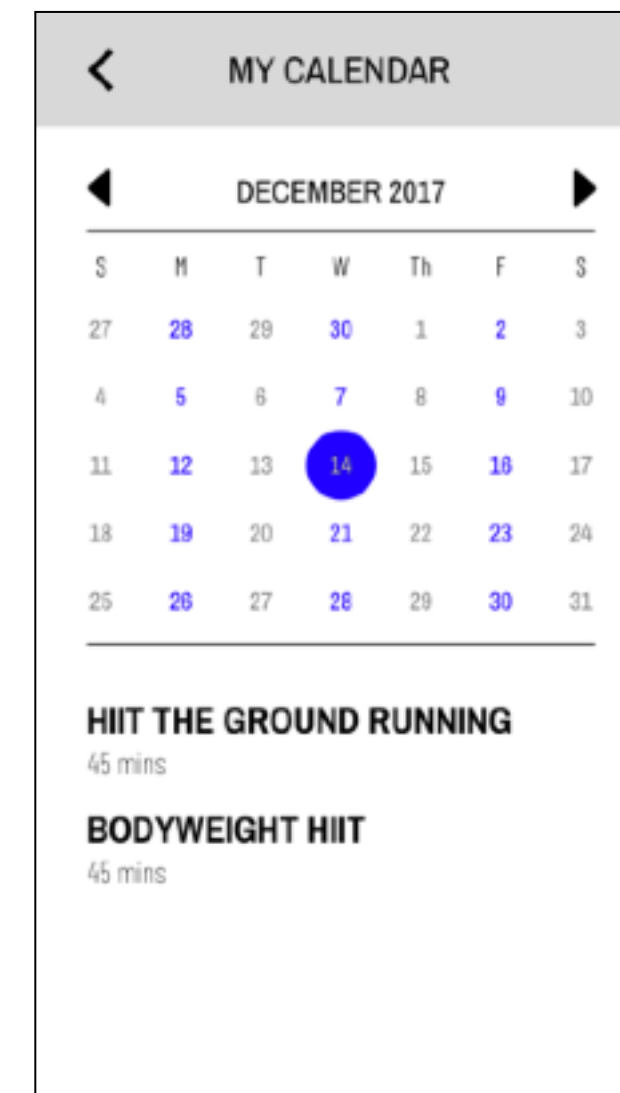 MY CALENDAR
DECEMBER 2017
S M T W Th F S
27 28 29 30 1 2 3
4 5 6 7 8 9 10
11 12 13 14 15 16 17
18 19 20 21 22 23 24
25 26 27 28 29 30 31
HIIT THE GROUND RUNNING
45 mins
BODYWEIGHT HIIT
45 mins